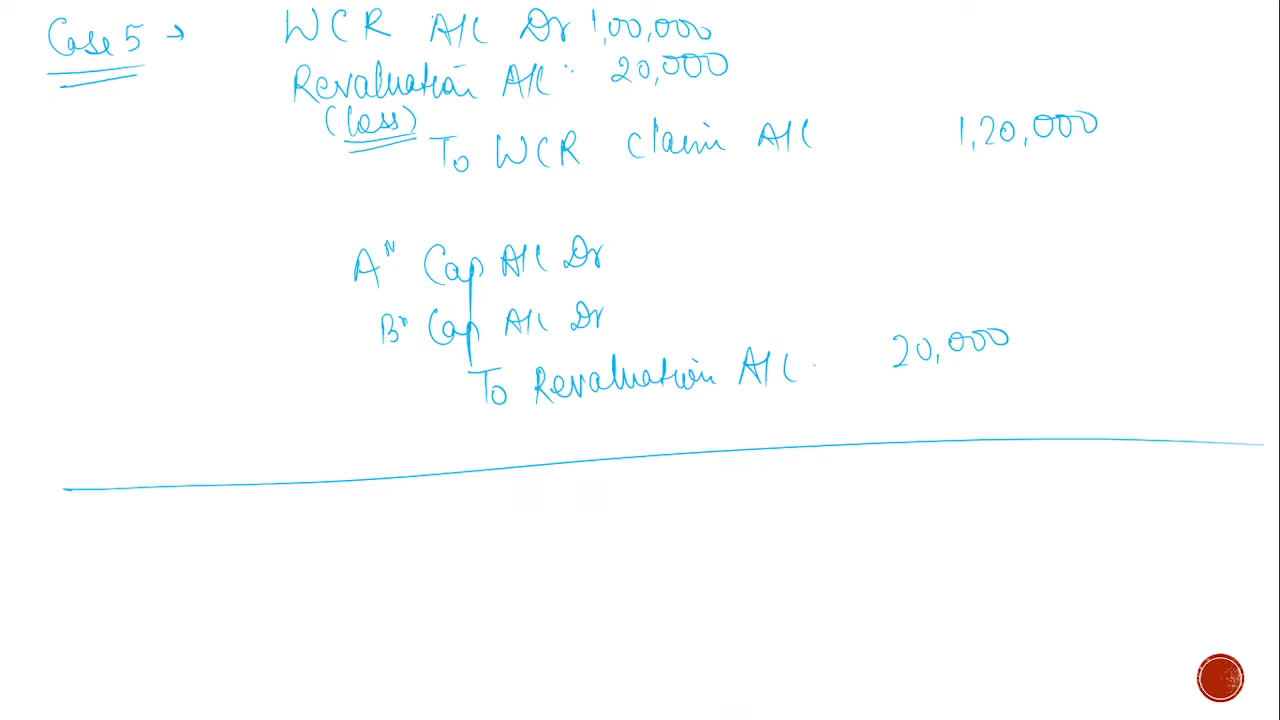 Case 5 → WCR A/C Dr 1,00,000
Revaluation A/C 20,000
(Loss)
To WCR claim A/C 1,20,000
A" Cap A/C Dr
B" Cap A/C Dr
To Revaluation A/C 20,000